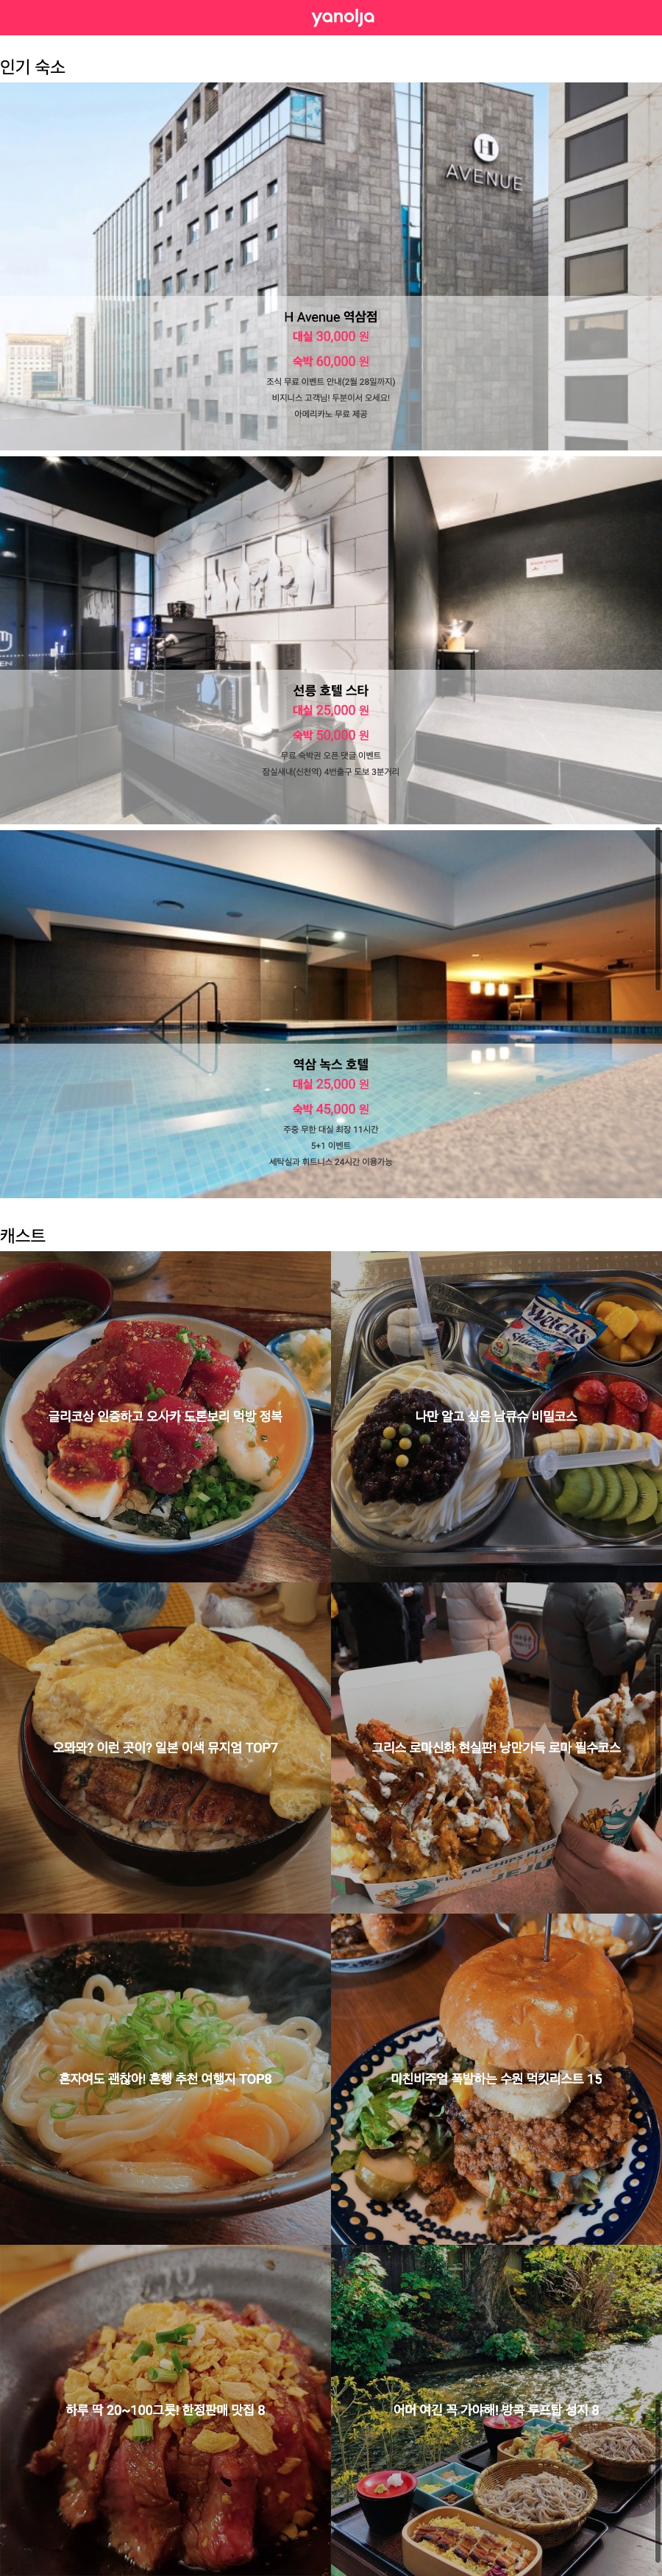 yanolja
인기 숙소
H
AVENUE
H Avenue 역삼점
대실 30,000 원
숙박 60,000 원
조식 무료 이벤트 안내(2월 28일까지)
비지니스 고객님! 두분이서 오세요!
아메리카노 무료 제공
EN
선릉 호텔 스타
대실 25,000 원
숙박 50,000 원
무료 숙박권 오픈 댓글 이벤트
잠실새내(신천역) 4번출구 도보 3분거리
역삼 녹스 호텔
대실 25,000 원
숙박 45,000 원
주중 무한 대실 최장 11시간
5+1 이벤트
세탁실과 휘트니스 24시간 이용가능
캐스트
Welch's
글리코상 인증하고 오사카 도톤보리 먹방 정복
나만 알고 싶은 남큐슈 비밀코스
오뫄뫄? 이런 곳이? 일본 이색 뮤지엄 TOP7
그리스 로마신화 현실판! 낭만가득 로마 필수코스
FISH N CHIPS PLUS
JEJU
혼자여도 괜찮아! 혼행 추천 여행지 TOP8
미친비주얼 폭발하는 수원 먹킷리스트 15
하루 딱 20~100그릇! 한정판매 맛집 8
어머 여긴 꼭 가야해! 방콕 루프탑 성지 8